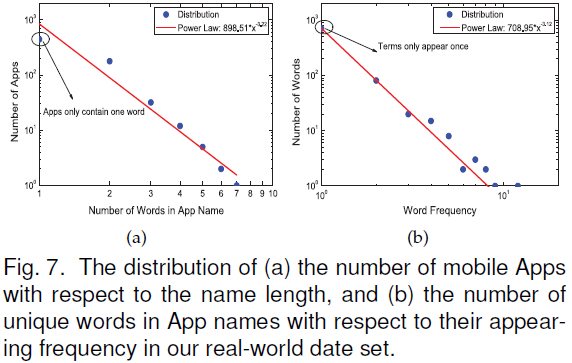 10³
Distribution
Power Law: 898.51*x^-3.27
10²
Apps only contain one word
10¹
10⁰
Number of Apps
1 2 3 4 5 6 7 8 9 10
Number of Words in App Name
(a)
10³
Distribution
Power Law: 708.95*x^-3.12
Terms only appear once
10²
10¹
10⁰
Number of Words
10⁰ 10¹
Word Frequency
(b)
Fig. 7. The distribution of (a) the number of mobile Apps
with respect to the name length, and (b) the number of
unique words in App names with respect to their appear-
ing frequency in our real-world date set.